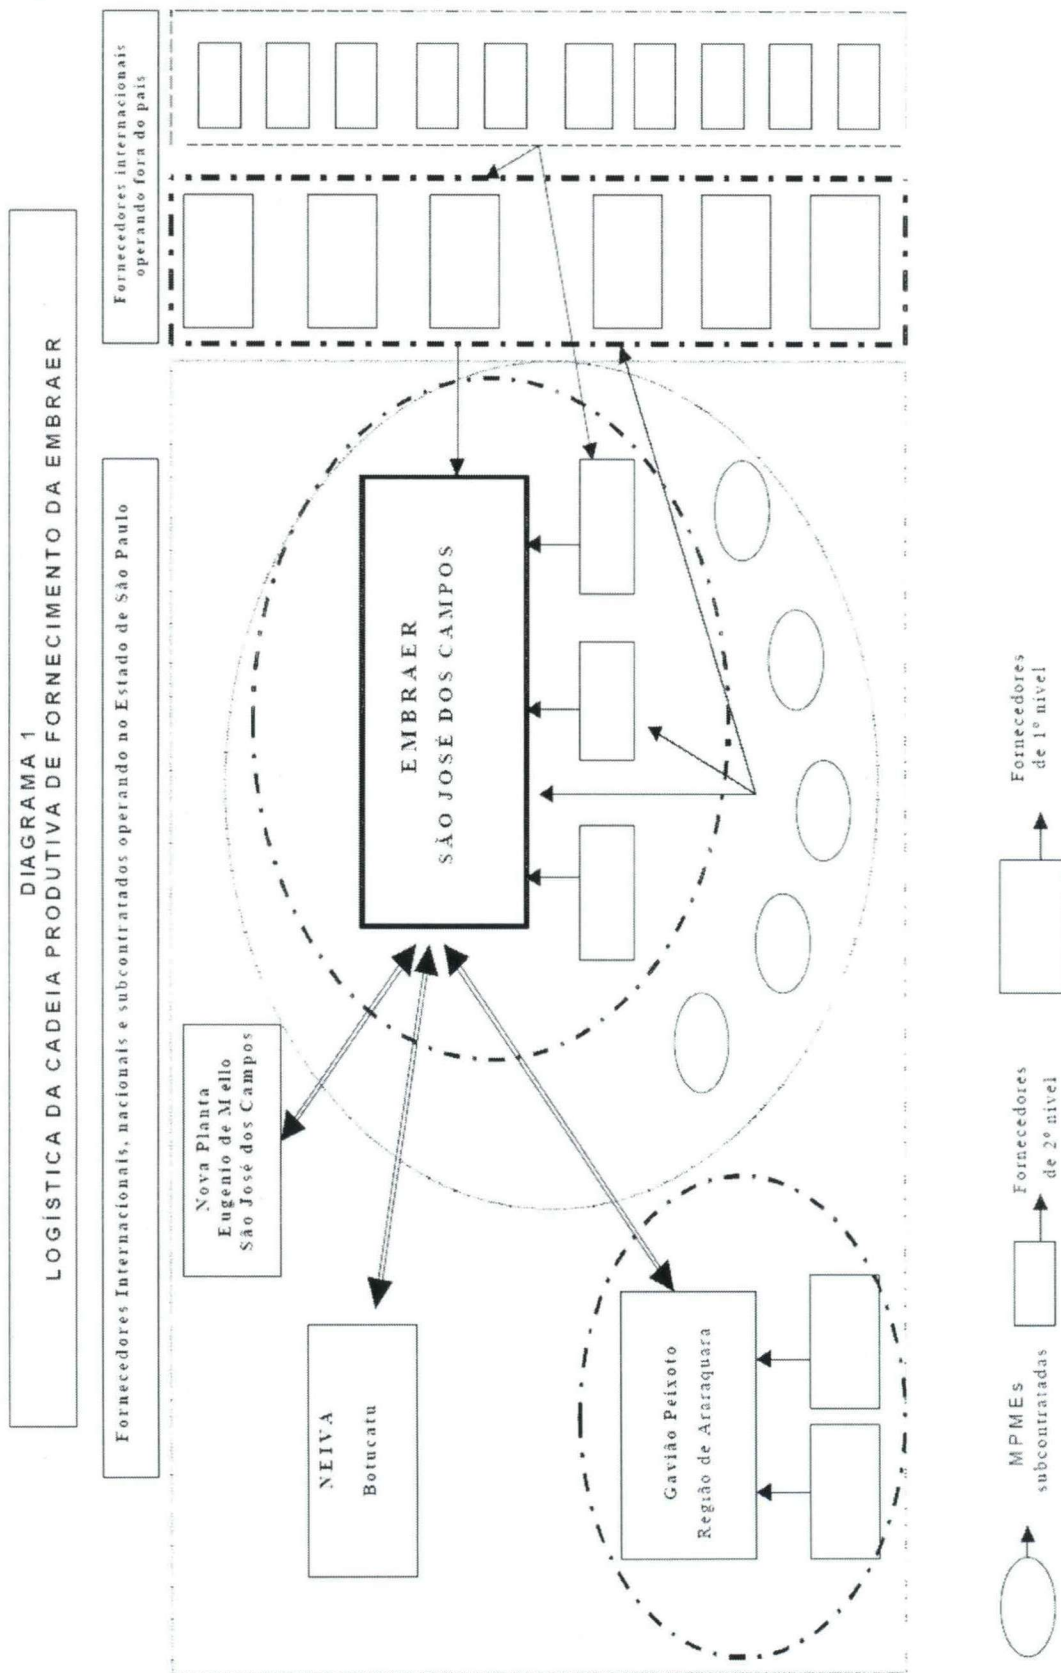 DIAGRAMA 1
LOGÍSTICA DA CADEIA PRODUTIVA DE FORNECIMENTO DA EMBRAER
Fornecedores Internacionais, nacionais e subcontratados operando no Estado de São Paulo
Fornecedores internacionais
operando fora do país
Nova Planta
Eugenio de Mello
São José dos Campos
NEIVA
Botucatu
EMBRAER
SÃO JOSÉ DOS CAMPOS
Gavião Peixoto
Região de Araraquara
MPMEs
subcontratadas
Fornecedores
de 2º nivel
Fornecedores
de 1º nivel